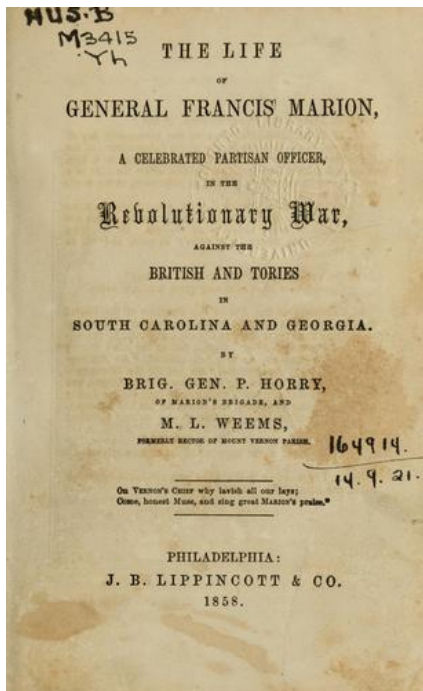 HUS.B
M3415
.Yh
THE LIFE
OF
GENERAL FRANCIS MARION,
A CELEBRATED PARTISAN OFFICER,
IN THE
Revolutionary War,
AGAINST THE
BRITISH AND TORIES
IN
SOUTH CAROLINA AND GEORGIA.
BY
BRIG. GEN. P. HORRY,
OF MARION'S BRIGADE, AND
M. L. WEEMS,
FORMERLY RECTOR OF MOUNT VERNON PARISH.
164914.
14.9.21.
On VERNON'S CHIEF why lavish all our lays;
Come, honest Muse, and sing great MARION'S praise.*
PHILADELPHIA:
J. B. LIPPINCOTT & CO.
1858.